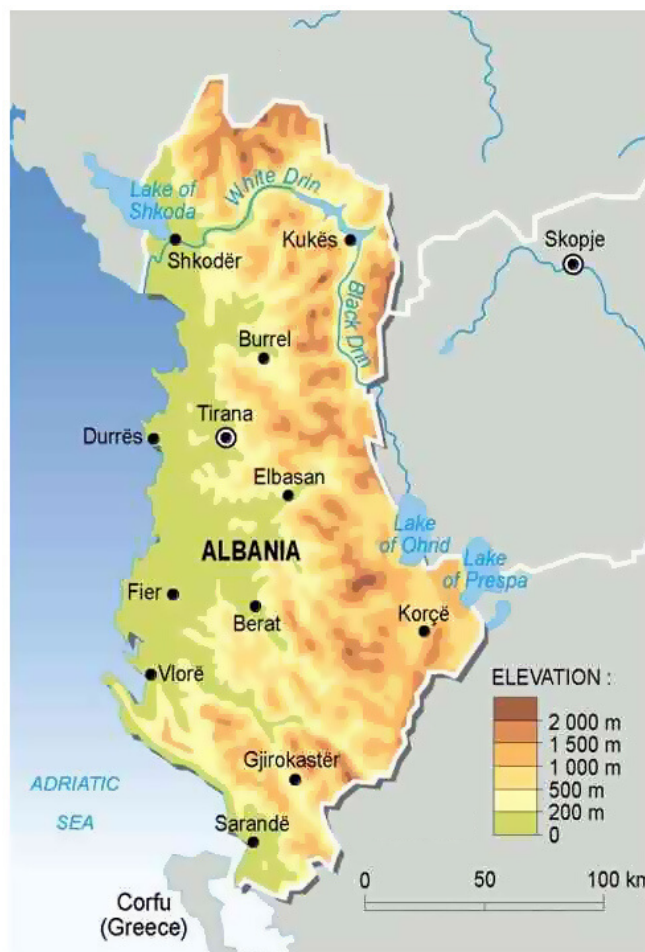 Lake of
Shkoda
White Drin
Shkodër
Kukës
Skopje
Black Drin
Burrel
Tirana
Durrës
Elbasan
Lake
of Ohrid
ALBANIA
Lake
of Prespa
Fier
Berat
Korçë
Vlorë
ELEVATION :
2 000 m
1 500 m
1 000 m
500 m
200 m
0
Gjirokastër
ADRIATIC
SEA
Sarandë
Corfu
(Greece)
0 50 100 km